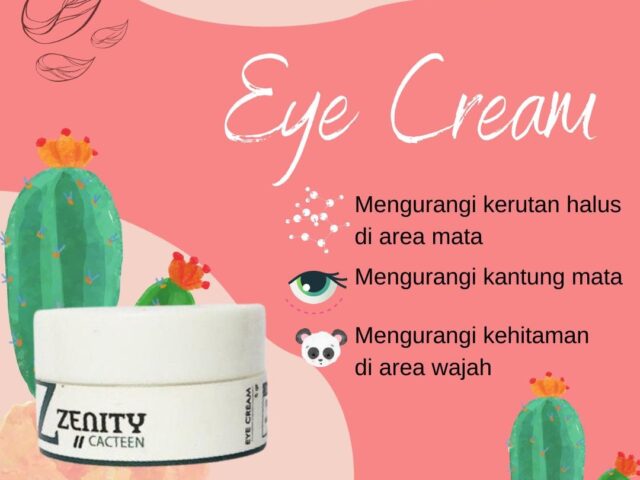 Eye Cream
Mengurangi kerutan halus
di area mata
Mengurangi kantung mata
Mengurangi kehitaman
di area wajah
Z ZENITY
CACTEEN
EYE CREAM